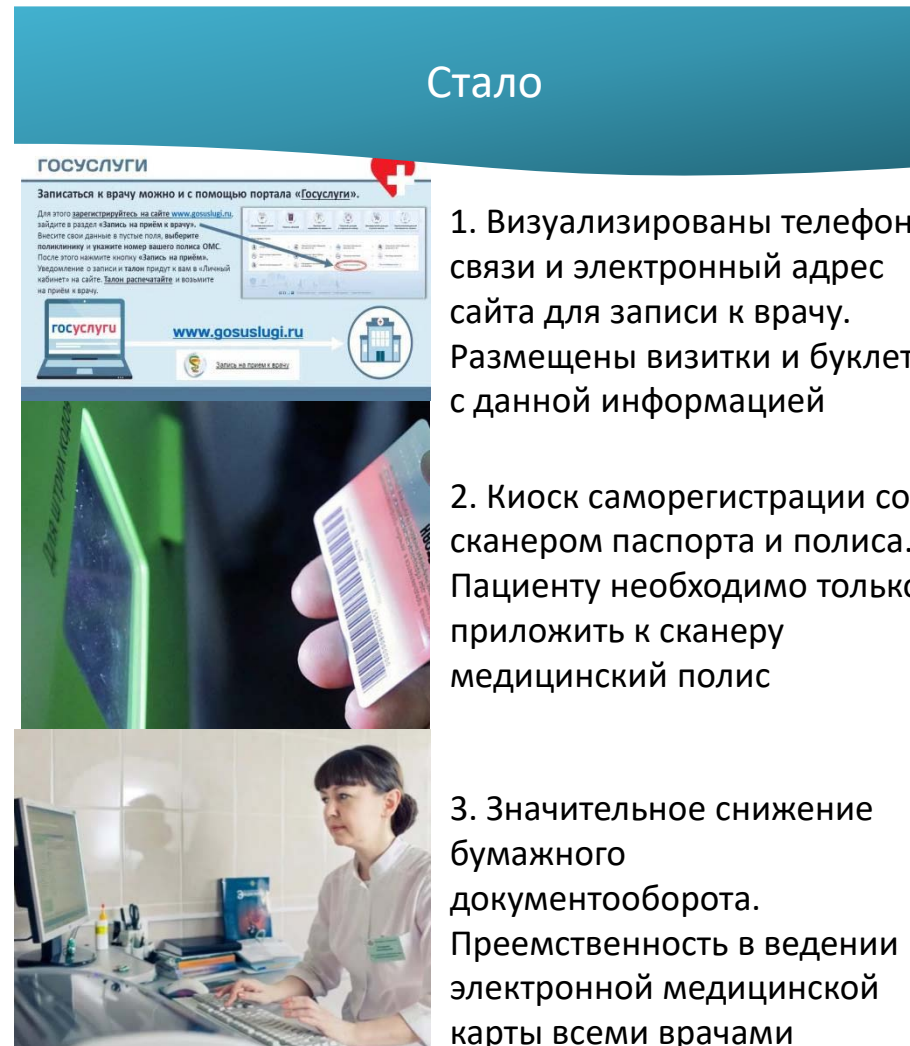 Стало
ГОСУСЛУГИ
Записаться к врачу можно и с помощью портала «Госуслуги».
Для этого зарегистрируйтесь на сайте www.gosuslugi.ru,
зайдите в раздел «Запись на приём к врачу».
Внесите свои данные в пустые поля, выберите
поликлинику и укажите номер вашего полиса ОМС.
После этого нажмите кнопку «Запись на приём».
Уведомление о записи и талон придут к вам в «Личный
кабинет» на сайте. Талон распечатайте и возьмите
на приём к врачу.
госуслуги
www.gosuslugi.ru
Запись на прием к врачу
1. Визуализированы телефон
связи и электронный адрес
сайта для записи к врачу.
Размещены визитки и буклет
с данной информацией
Для штрих кодов
2. Киоск саморегистрации со
сканером паспорта и полиса.
Пациенту необходимо только
приложить к сканеру
медицинский полис
3. Значительное снижение
бумажного
документооборота.
Преемственность в ведении
электронной медицинской
карты всеми врачами